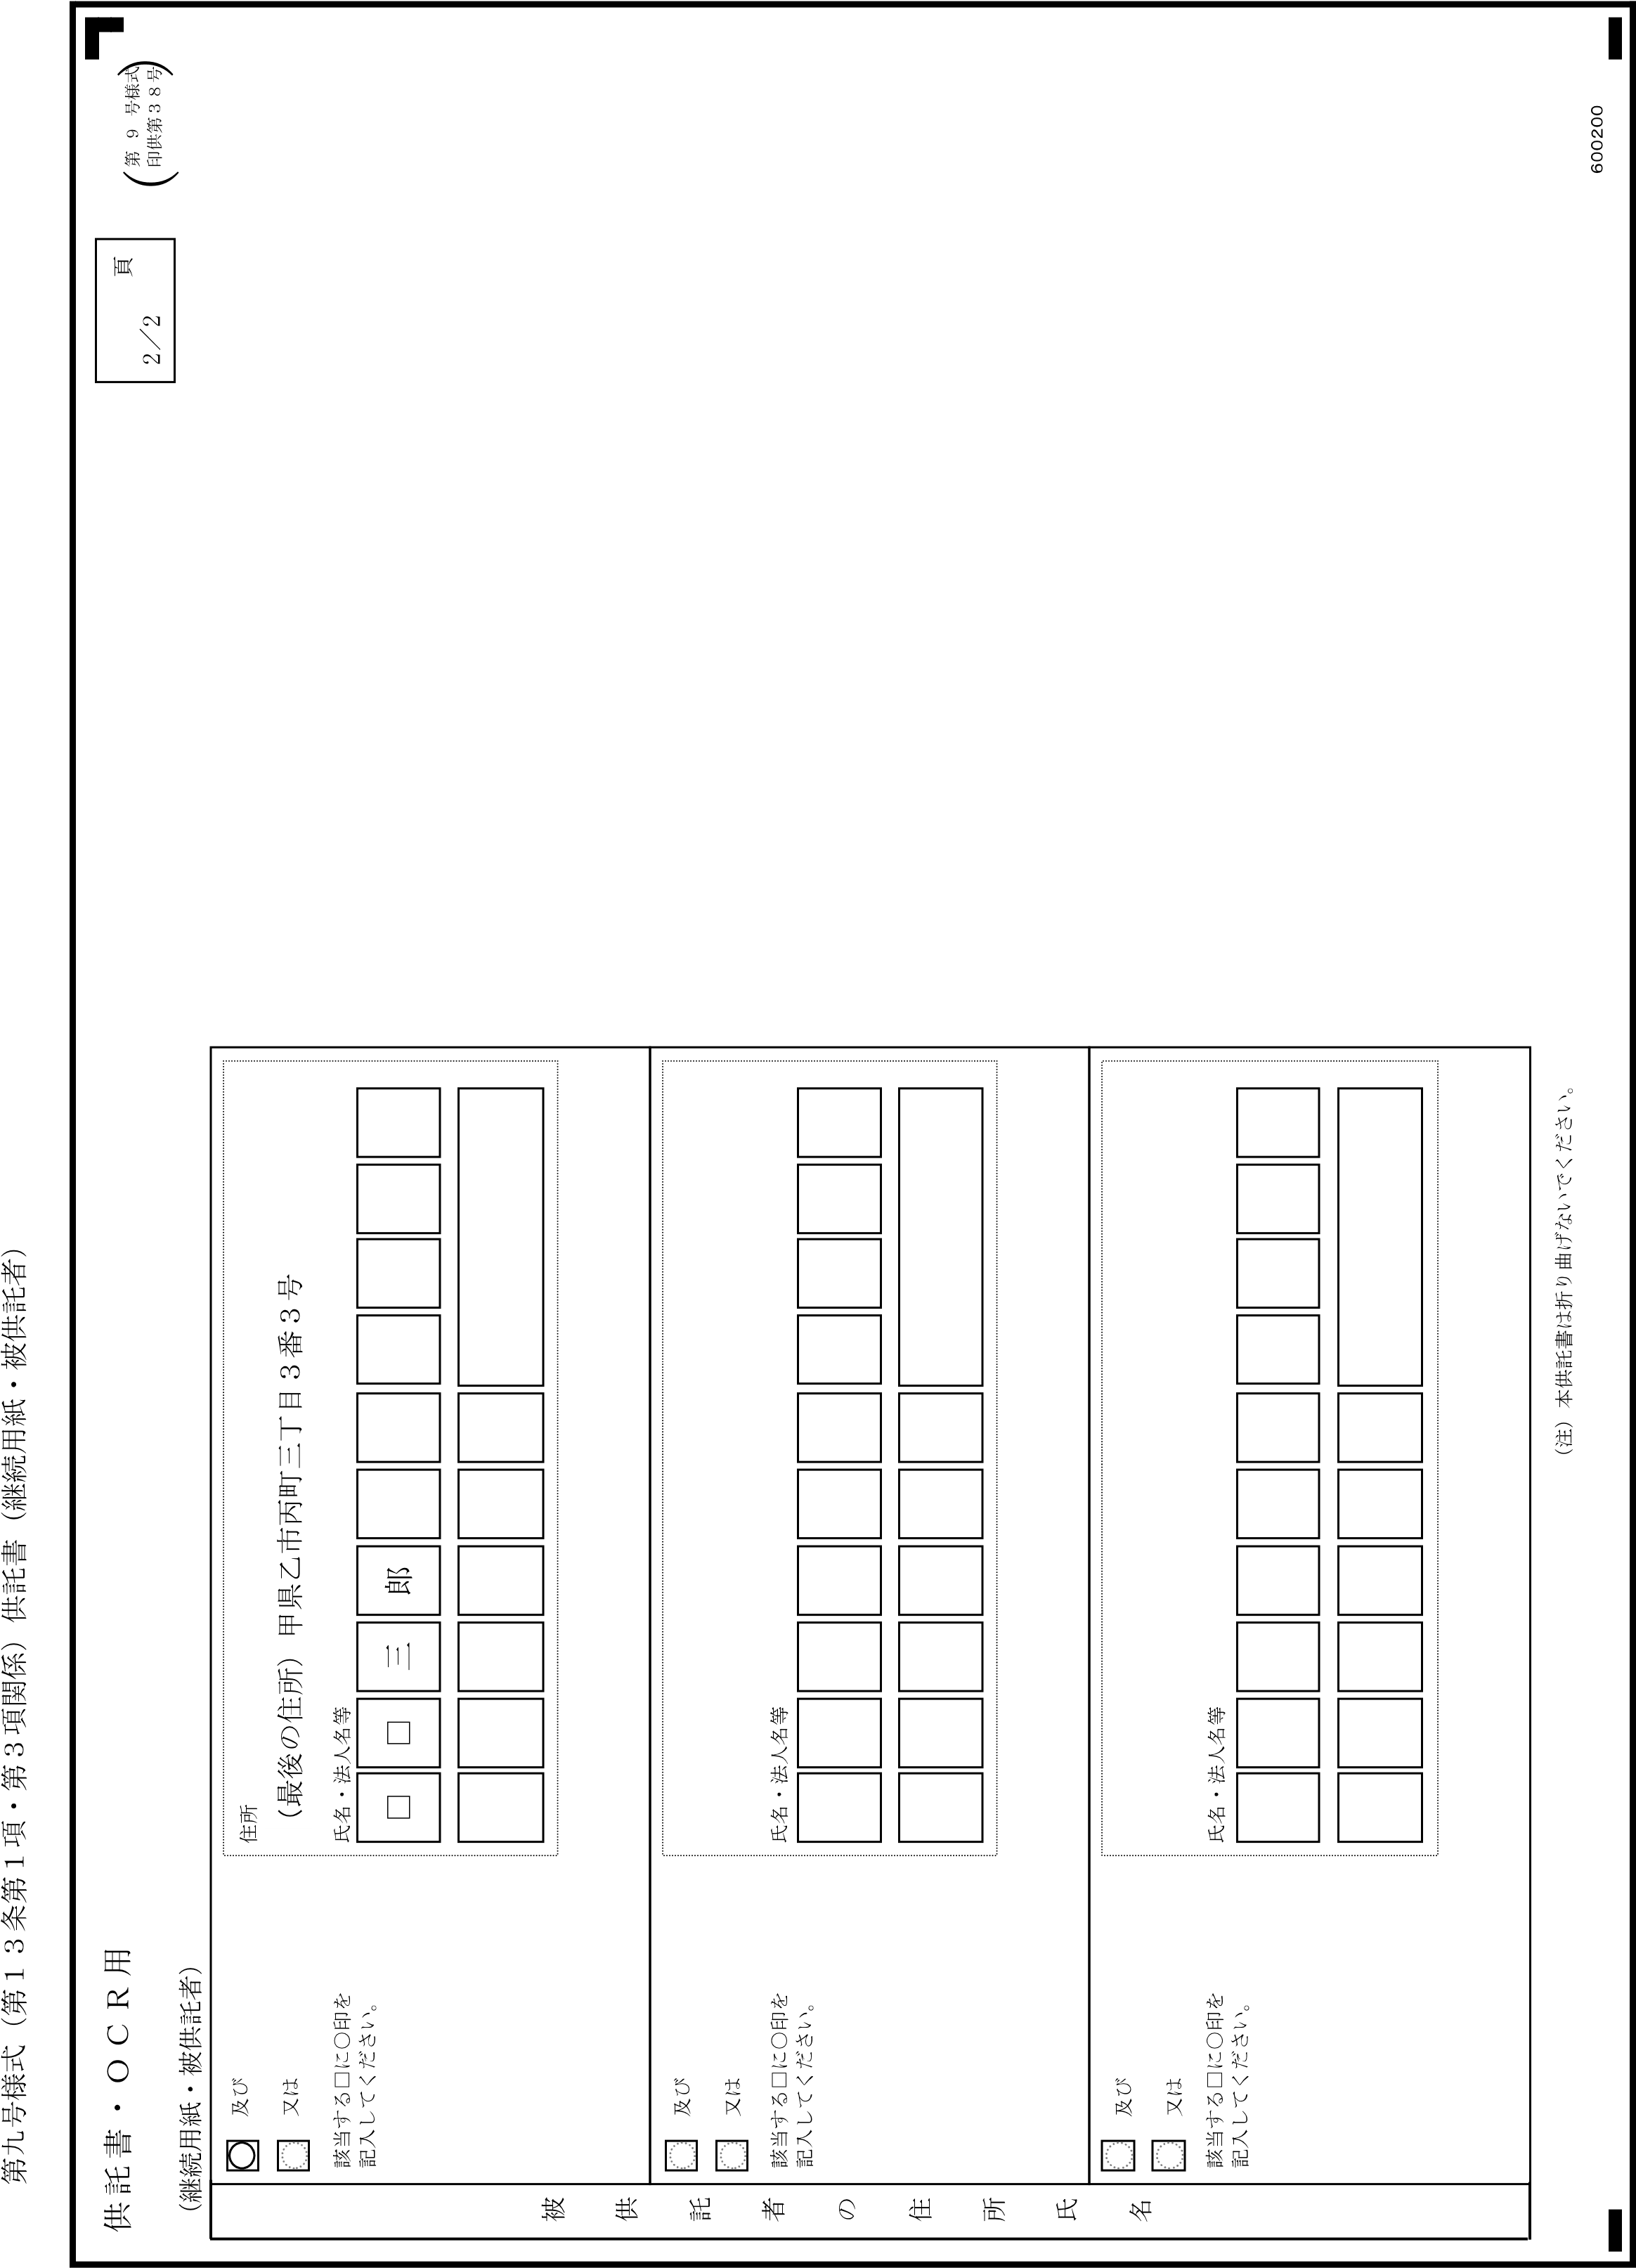 第九号様式（第１３条第１項・第３項関係）供託書（継続用紙・被供託者）
供託書・ＯＣＲ用
（継続用紙・被供託者）
２／２ 頁
（第 ９ 号様式
印供第３８号）
被供託者の住所氏名
○ 及び
又は
該当する□に○印を
記入してください。
住所
（最後の住所）甲県乙市丙町三丁目３番３号
氏名・法人名等
□ □ 三 郎
及び
又は
該当する□に○印を
記入してください。
氏名・法人名等
及び
又は
該当する□に○印を
記入してください。
氏名・法人名等
（注）本供託書は折り曲げないでください。
600200